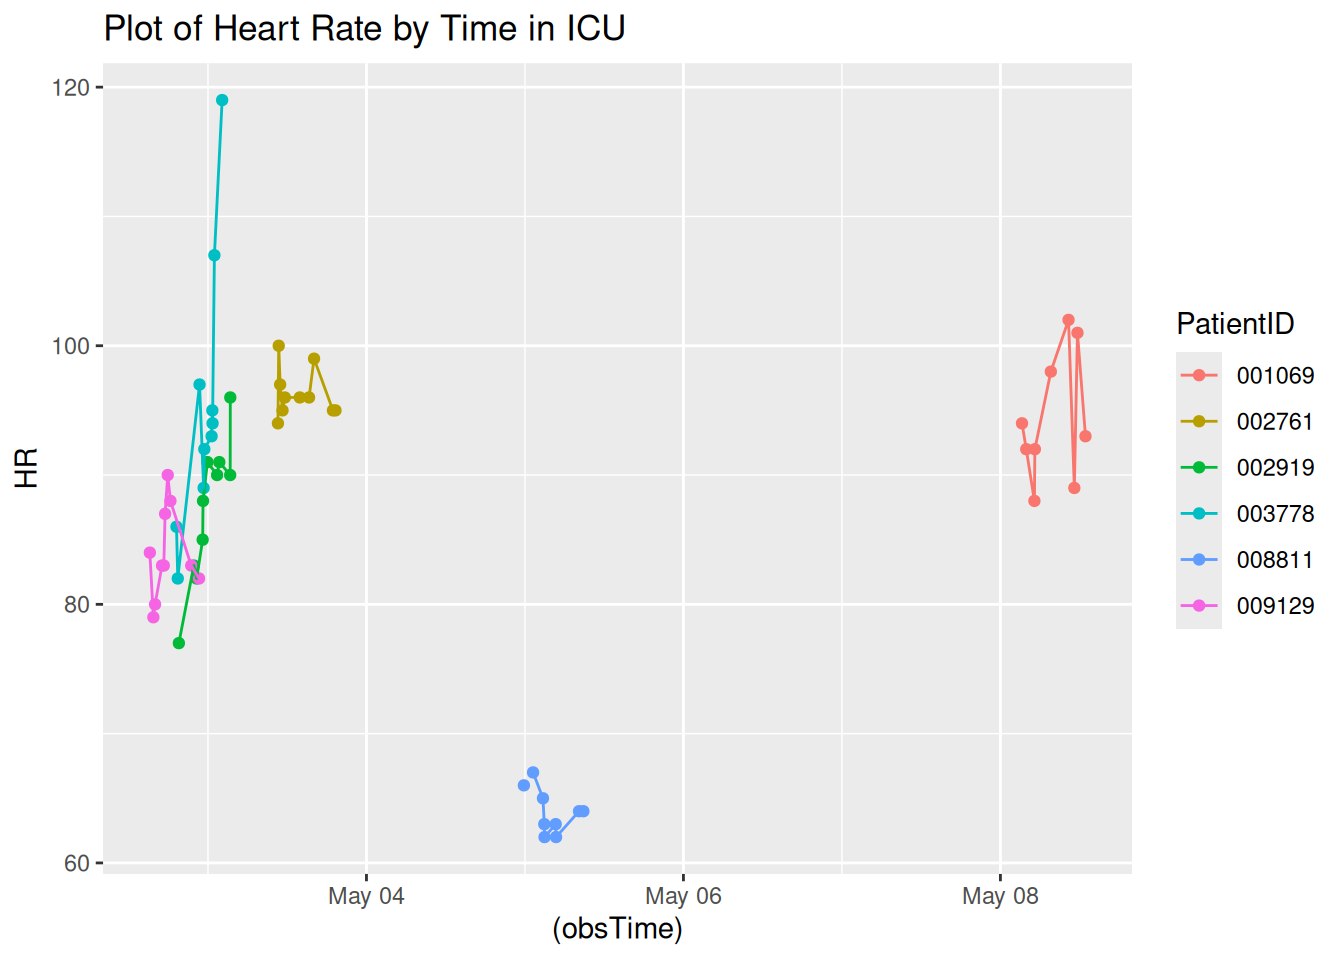 Plot of Heart Rate by Time in ICU
120
100
80
60
HR
May 04
May 06
May 08
(obsTime)
PatientID
001069
002761
002919
003778
008811
009129